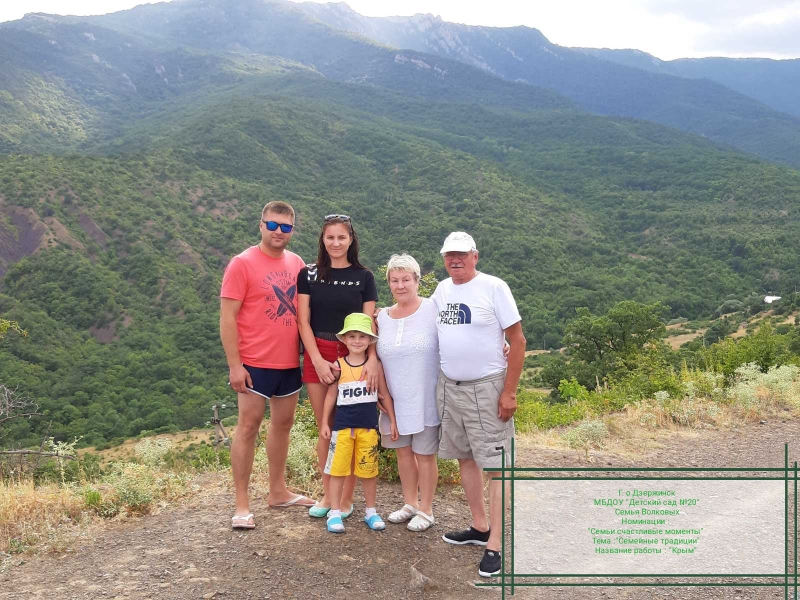 F·R·I·E·N·D·S
THE
NORTH
FACE
FIGH
Г. о Дзержинск
МБДОУ "Детский сад №20"
Семья Волковых
Номинации
"Семьи счастливые моменты"
Тема :"Семейные традиции"
Название работы : "Крым"